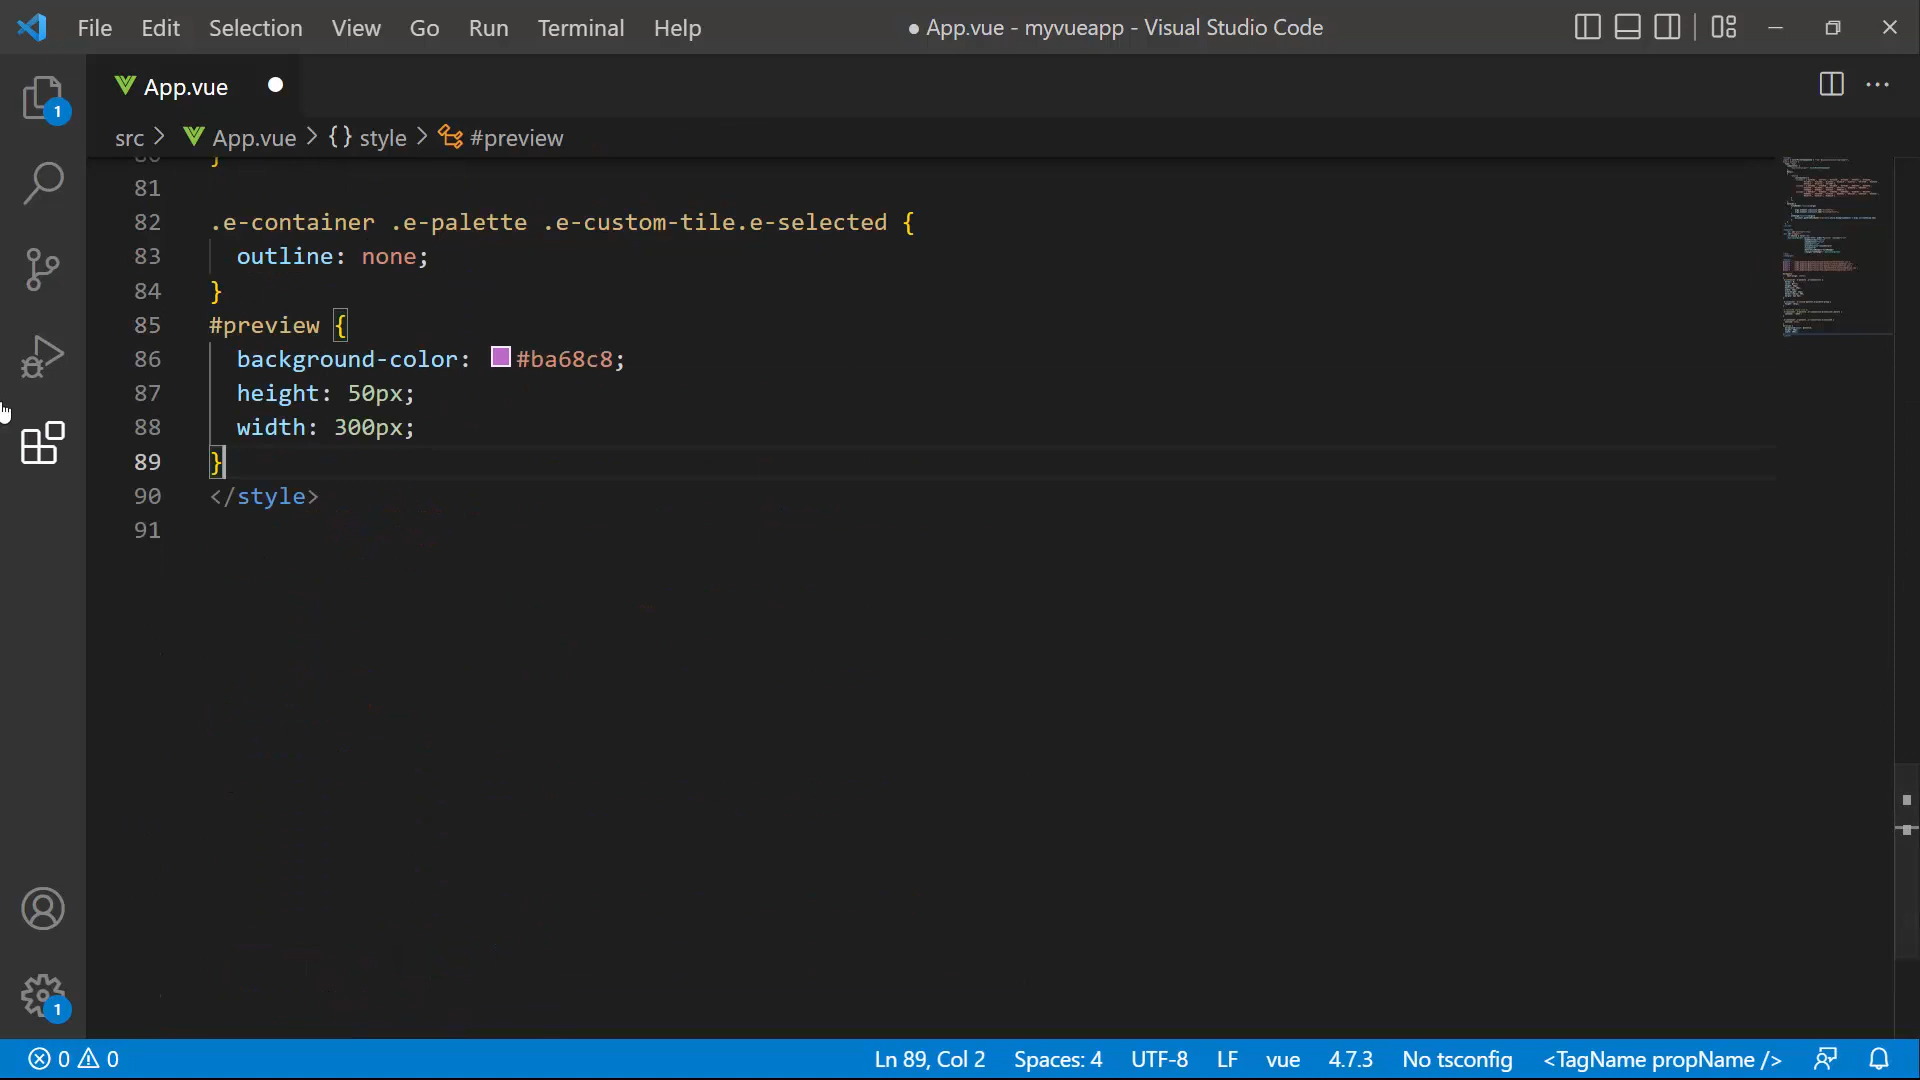 File Edit Selection View Go Run Terminal Help
● App.vue - myvueapp - Visual Studio Code
App.vue
1
src > App.vue > {} style > #preview
80 }
81
82 .e-container .e-palette .e-custom-tile.e-selected {
83 outline: none;
84 }
85 #preview {
86 background-color: #ba68c8;
87 height: 50px;
88 width: 300px;
89 }
90 </style>
91
1
0 0
Ln 89, Col 2 Spaces: 4 UTF-8 LF vue 4.7.3 No tsconfig <TagName propName />